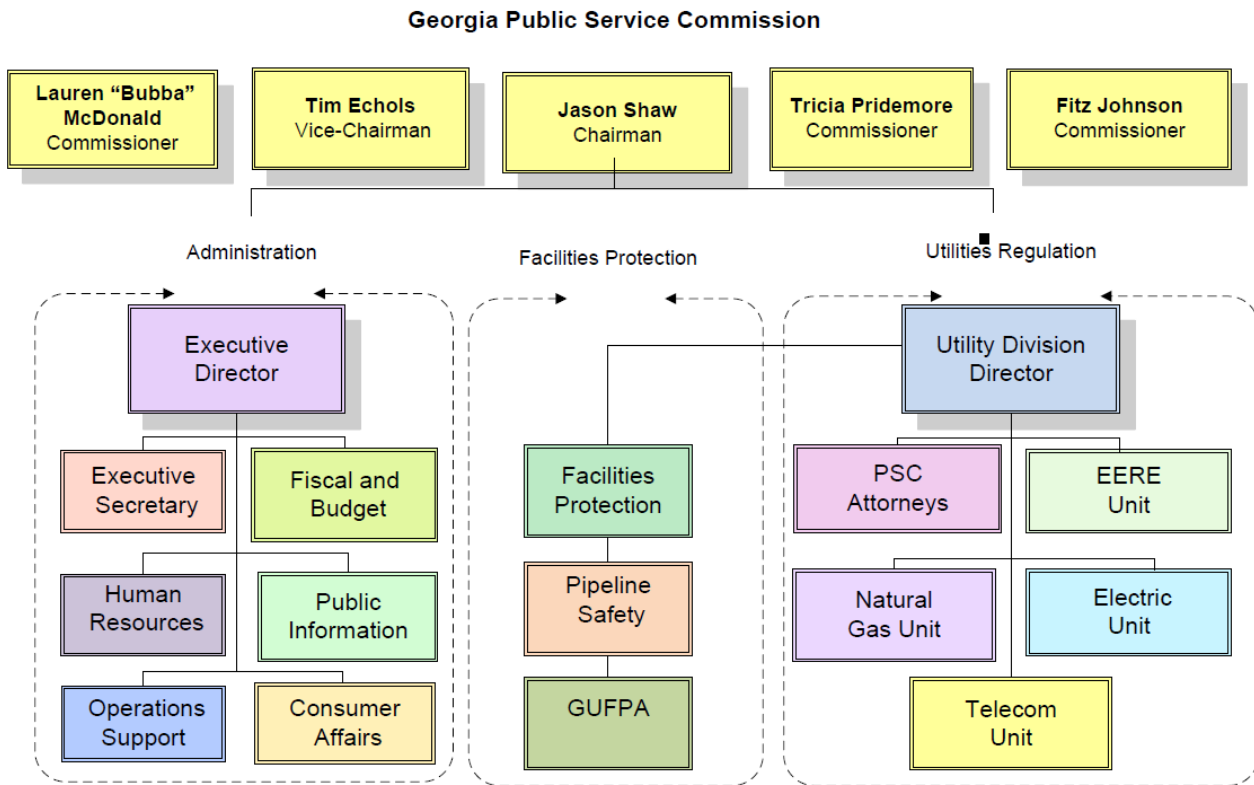 Georgia Public Service Commission
Lauren “Bubba”
McDonald
Commissioner
Tim Echols
Vice-Chairman
Jason Shaw
Chairman
Tricia Pridemore
Commissioner
Fitz Johnson
Commissioner
Administration
Facilities Protection
Utilities Regulation
Executive
Director
Utility Division
Director
Executive
Secretary
Fiscal and
Budget
Human
Resources
Public
Information
Operations
Support
Consumer
Affairs
Facilities
Protection
Pipeline
Safety
GUFPA
PSC
Attorneys
EERE
Unit
Natural
Gas Unit
Electric
Unit
Telecom
Unit